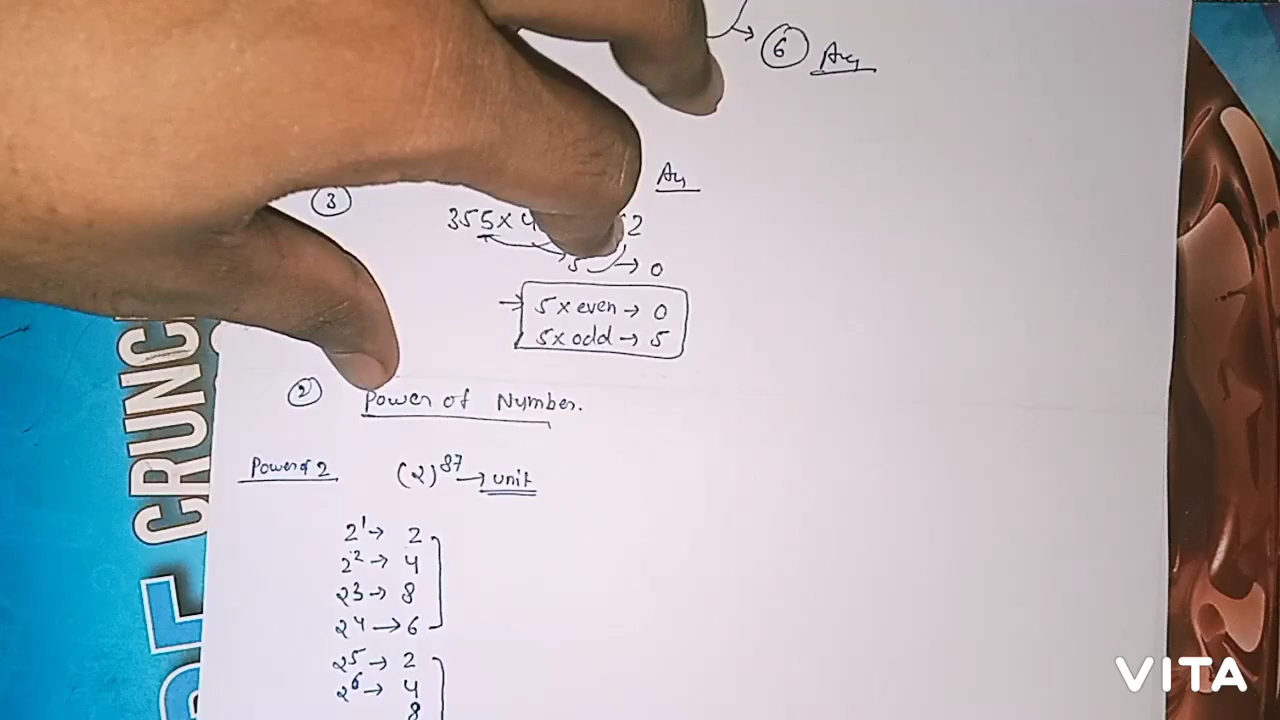 6 Ans
Ans
3
355x4 52
5 → 0
→ 5 x even → 0
5 x odd → 5
2 Power of Number.
Power of 2 (2)^87 → unit
2^1 → 2
2^2 → 4
2^3 → 8
2^4 → 6
2^5 → 2
2^6 → 4
8
CRUNC
VITA